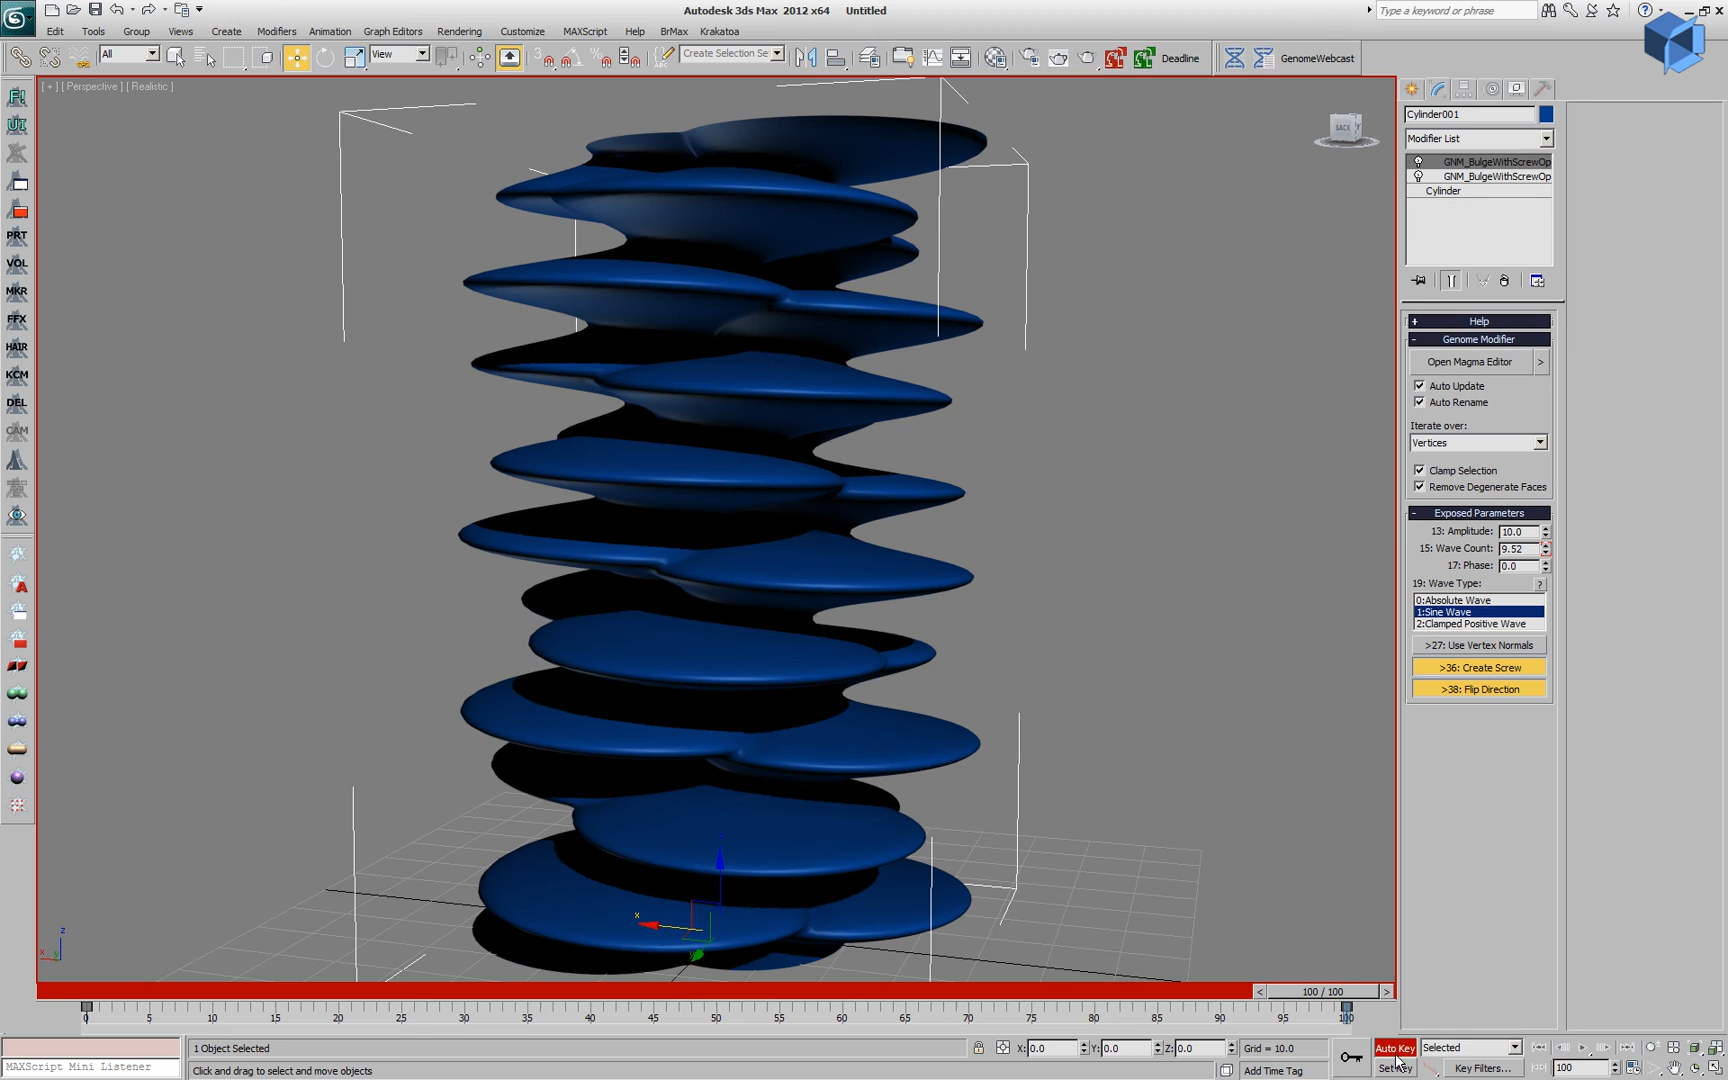 Autodesk 3ds Max 2012 x64 Untitled
Type a keyword or phrase
Edit Tools Group Views Create Modifiers Animation Graph Editors Rendering Customize MAXScript Help BrMax Krakatoa
All View Create Selection Se Deadline GenomeWebcast
[ + ] [ Perspective ] [ Realistic ]
F!
UI
PRT
VOL
MKR
FFX
HAIR
KCM
DEL
CAM
BACK
Cylinder001
Modifier List
GNM_BulgeWithScrewOp
GNM_BulgeWithScrewOp
Cylinder
+ Help
- Genome Modifier
Open Magma Editor >
Auto Update
Auto Rename
Iterate over:
Vertices
Clamp Selection
Remove Degenerate Faces
- Exposed Parameters
13: Amplitude: 10.0
15: Wave Count: 9.52
17: Phase: 0.0
19: Wave Type: ?
0:Absolute Wave
1:Sine Wave
2:Clamped Positive Wave
>27: Use Vertex Normals
>36: Create Screw
>38: Flip Direction
x
z
x y
< 100 / 100 >
0 5 10 15 20 25 30 35 40 45 50 55 60 65 70 75 80 85 90 95 100
1 Object Selected X: 0.0 Y: 0.0 Z: 0.0 Grid = 10.0 Auto Key Selected
MAXScript Mini Listener Click and drag to select and move objects Add Time Tag Set Key Key Filters... 100